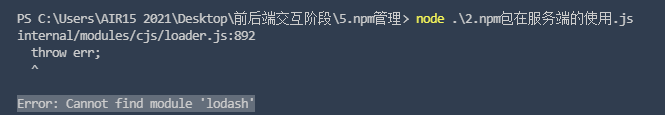 PS C:\Users\AIR15 2021\Desktop\前后端交互阶段\5.npm管理> node .\2.npm包在服务端的使用.js
internal/modules/cjs/loader.js:892
  throw err;
  ^
Error: Cannot find module 'lodash'